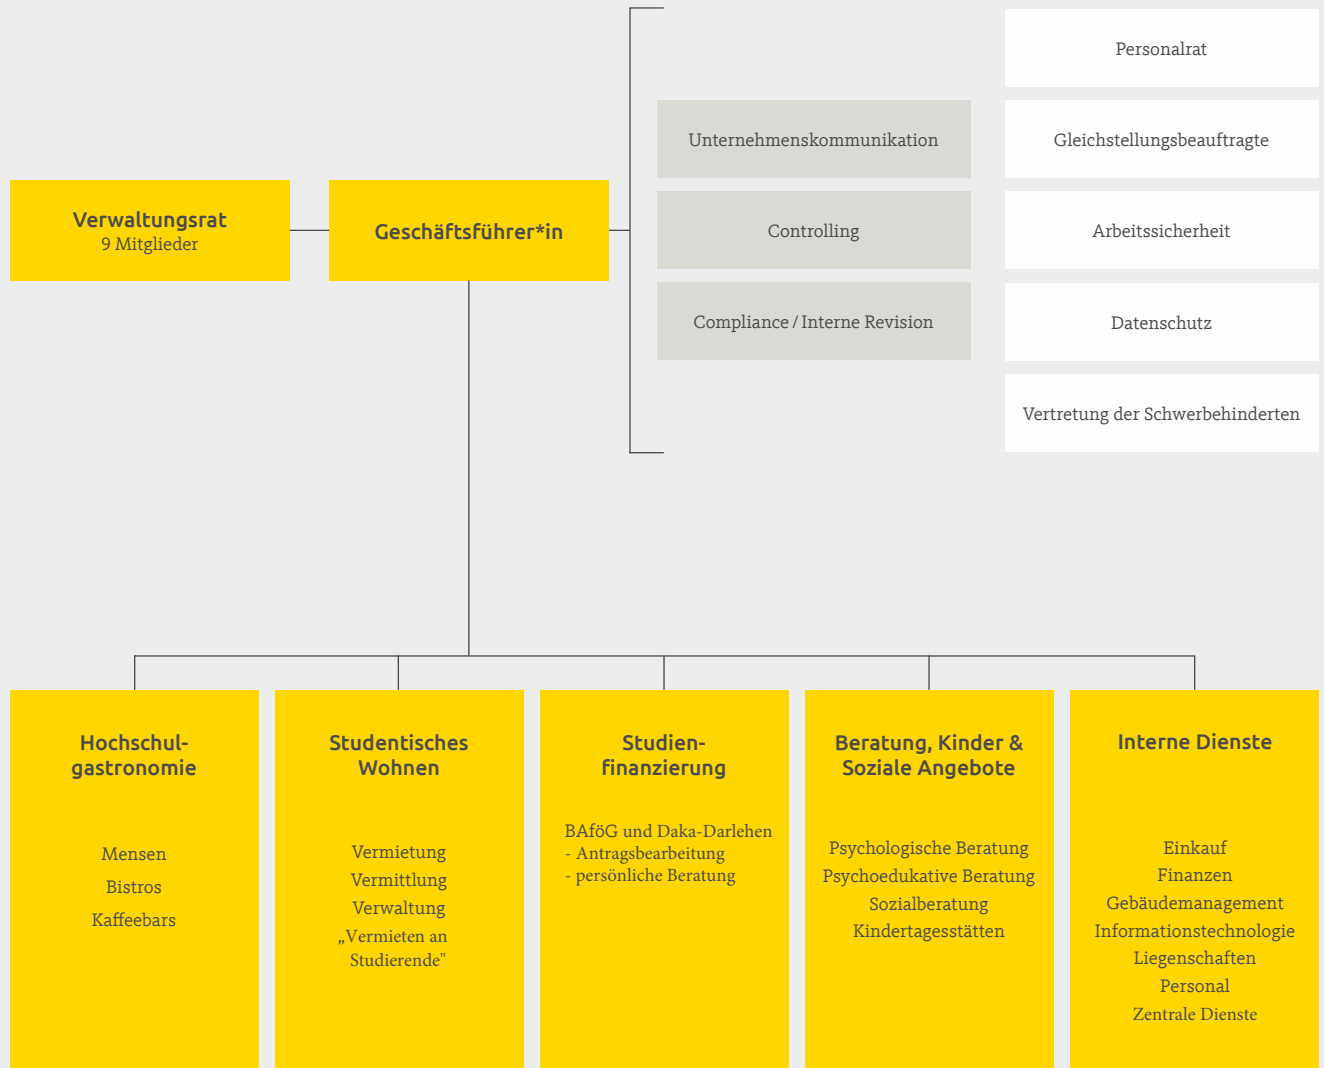 Personalrat
Unternehmenskommunikation
Gleichstellungsbeauftragte
Verwaltungsrat
9 Mitglieder
Geschäftsführer*in
Controlling
Arbeitssicherheit
Compliance / Interne Revision
Datenschutz
Vertretung der Schwerbehinderten
Hochschul-
gastronomie
Mensen
Bistros
Kaffeebars
Studentisches
Wohnen
Vermietung
Vermittlung
Verwaltung
„Vermieten an
Studierende"
Studien-
finanzierung
BAföG und Daka-Darlehen
- Antragsbearbeitung
- persönliche Beratung
Beratung, Kinder &
Soziale Angebote
Psychologische Beratung
Psychoedukative Beratung
Sozialberatung
Kindertagesstätten
Interne Dienste
Einkauf
Finanzen
Gebäudemanagement
Informationstechnologie
Liegenschaften
Personal
Zentrale Dienste